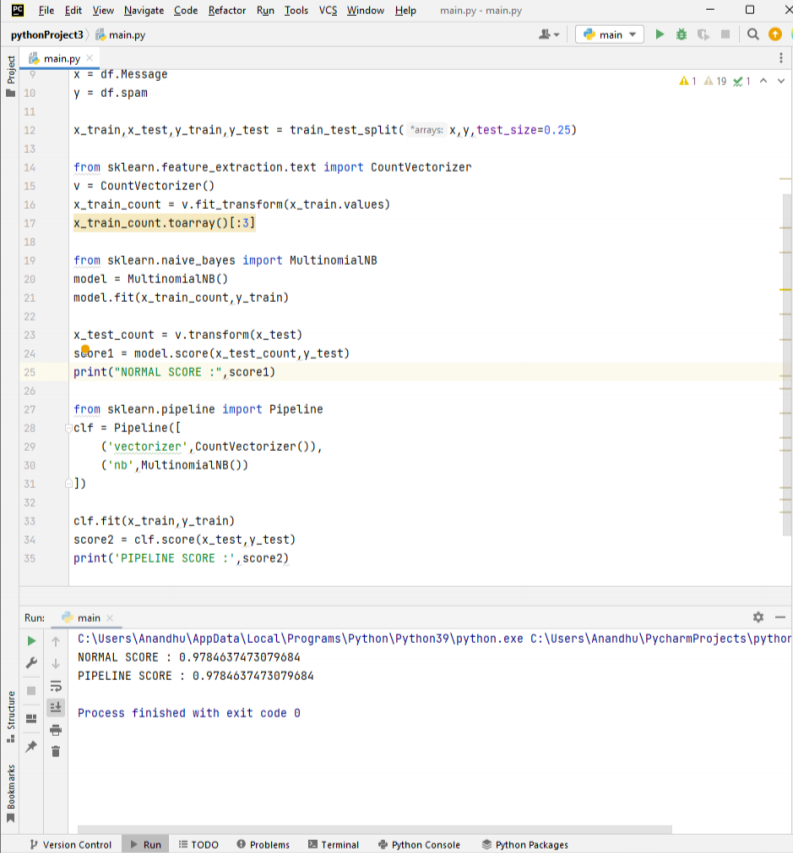 PC File Edit View Navigate Code Refactor Run Tools VCS Window Help main.py - main.py
pythonProject3 main.py main
Project
main.py
9 x = df.Message
10 y = df.spam
1 19 1
11
12 x_train,x_test,y_train,y_test = train_test_split( *arrays: x,y,test_size=0.25)
13
14 from sklearn.feature_extraction.text import CountVectorizer
15 v = CountVectorizer()
16 x_train_count = v.fit_transform(x_train.values)
17 x_train_count.toarray()[:3]
18
19 from sklearn.naive_bayes import MultinomialNB
20 model = MultinomialNB()
21 model.fit(x_train_count,y_train)
22
23 x_test_count = v.transform(x_test)
24 score1 = model.score(x_test_count,y_test)
25 print("NORMAL SCORE :",score1)
26
27 from sklearn.pipeline import Pipeline
28 clf = Pipeline([
29 ('vectorizer',CountVectorizer()),
30 ('nb',MultinomialNB())
31 ])
32
33 clf.fit(x_train,y_train)
34 score2 = clf.score(x_test,y_test)
35 print('PIPELINE SCORE :',score2)
Run: main
C:\Users\Anandhu\AppData\Local\Programs\Python\Python39\python.exe C:\Users\Anandhu\PycharmProjects\python
NORMAL SCORE : 0.9784637473079684
PIPELINE SCORE : 0.9784637473079684
Process finished with exit code 0
Structure
Bookmarks
Version Control Run TODO Problems Terminal Python Console Python Packages